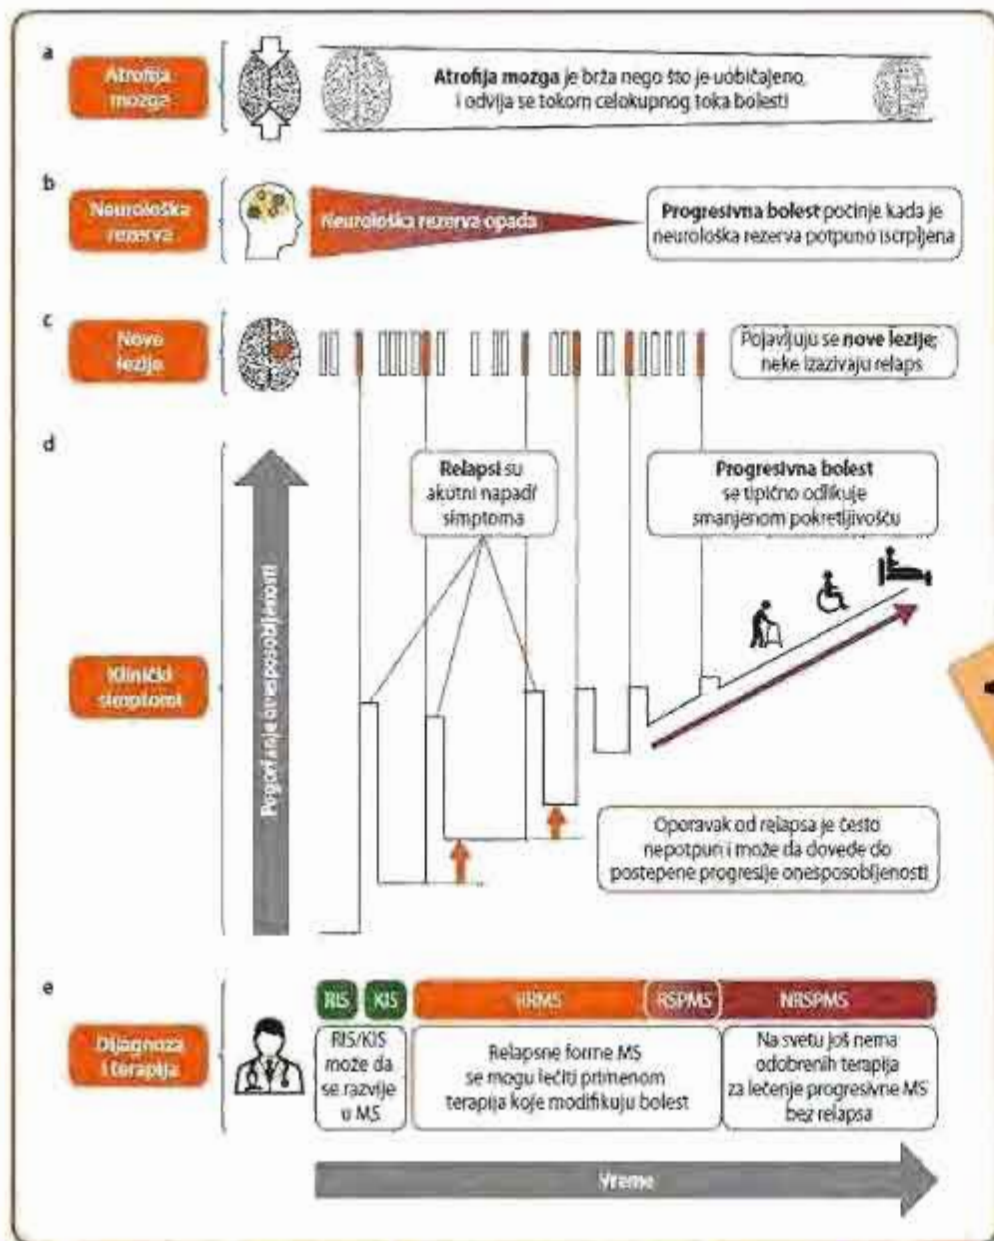 a
Atrofija
mozga
Atrofija mozga je brža nego što je uobičajeno,
i odvija se tokom celokupnog toka bolesti
b
Neurološka
rezerva
Neurološka rezerva opada
Progresivna bolest počinje kada je
neurološka rezerva potpuno iscrpljena
c
Nove
lezije
Pojavljuju se nove lezije;
neke izazivaju relaps
d
Klinički
simptomi
Pogoršanje onesposobljenosti
Relapsi su
akutni napadi
simptoma
Progresivna bolest
se tipično odlikuje
smanjenom pokretljivošću
Oporavak od relapsa je često
nepotpun i može da dovede do
postepene progresije onesposobljenosti
e
Dijagnoza
i terapija
RIS
KIS
RRMS
RSPMS
NRSPMS
RIS/KIS
može da
se razvije
u MS
Relapsne forme MS
se mogu lečiti primenom
terapija koje modifikuju bolest
Na svetu još nema
odobrenih terapija
za lečenje progresivne MS
bez relapsa
Vreme